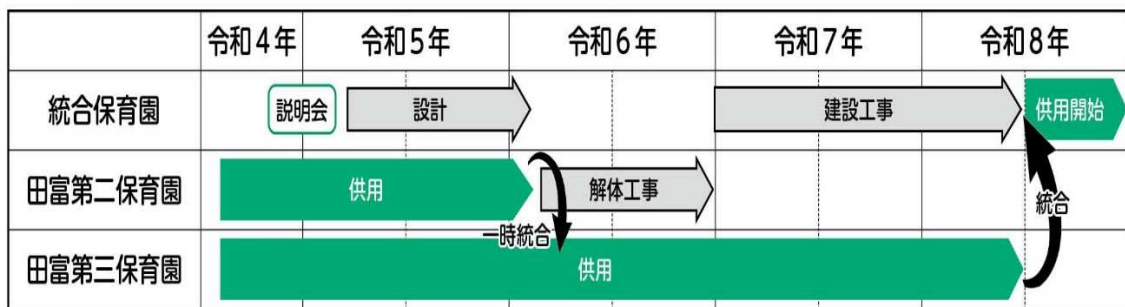 令和4年 令和5年 令和6年 令和7年 令和8年
統合保育園 説明会 設計 建設工事 供用開始
田富第二保育園 供用 解体工事
一時統合 統合
田富第三保育園 供用